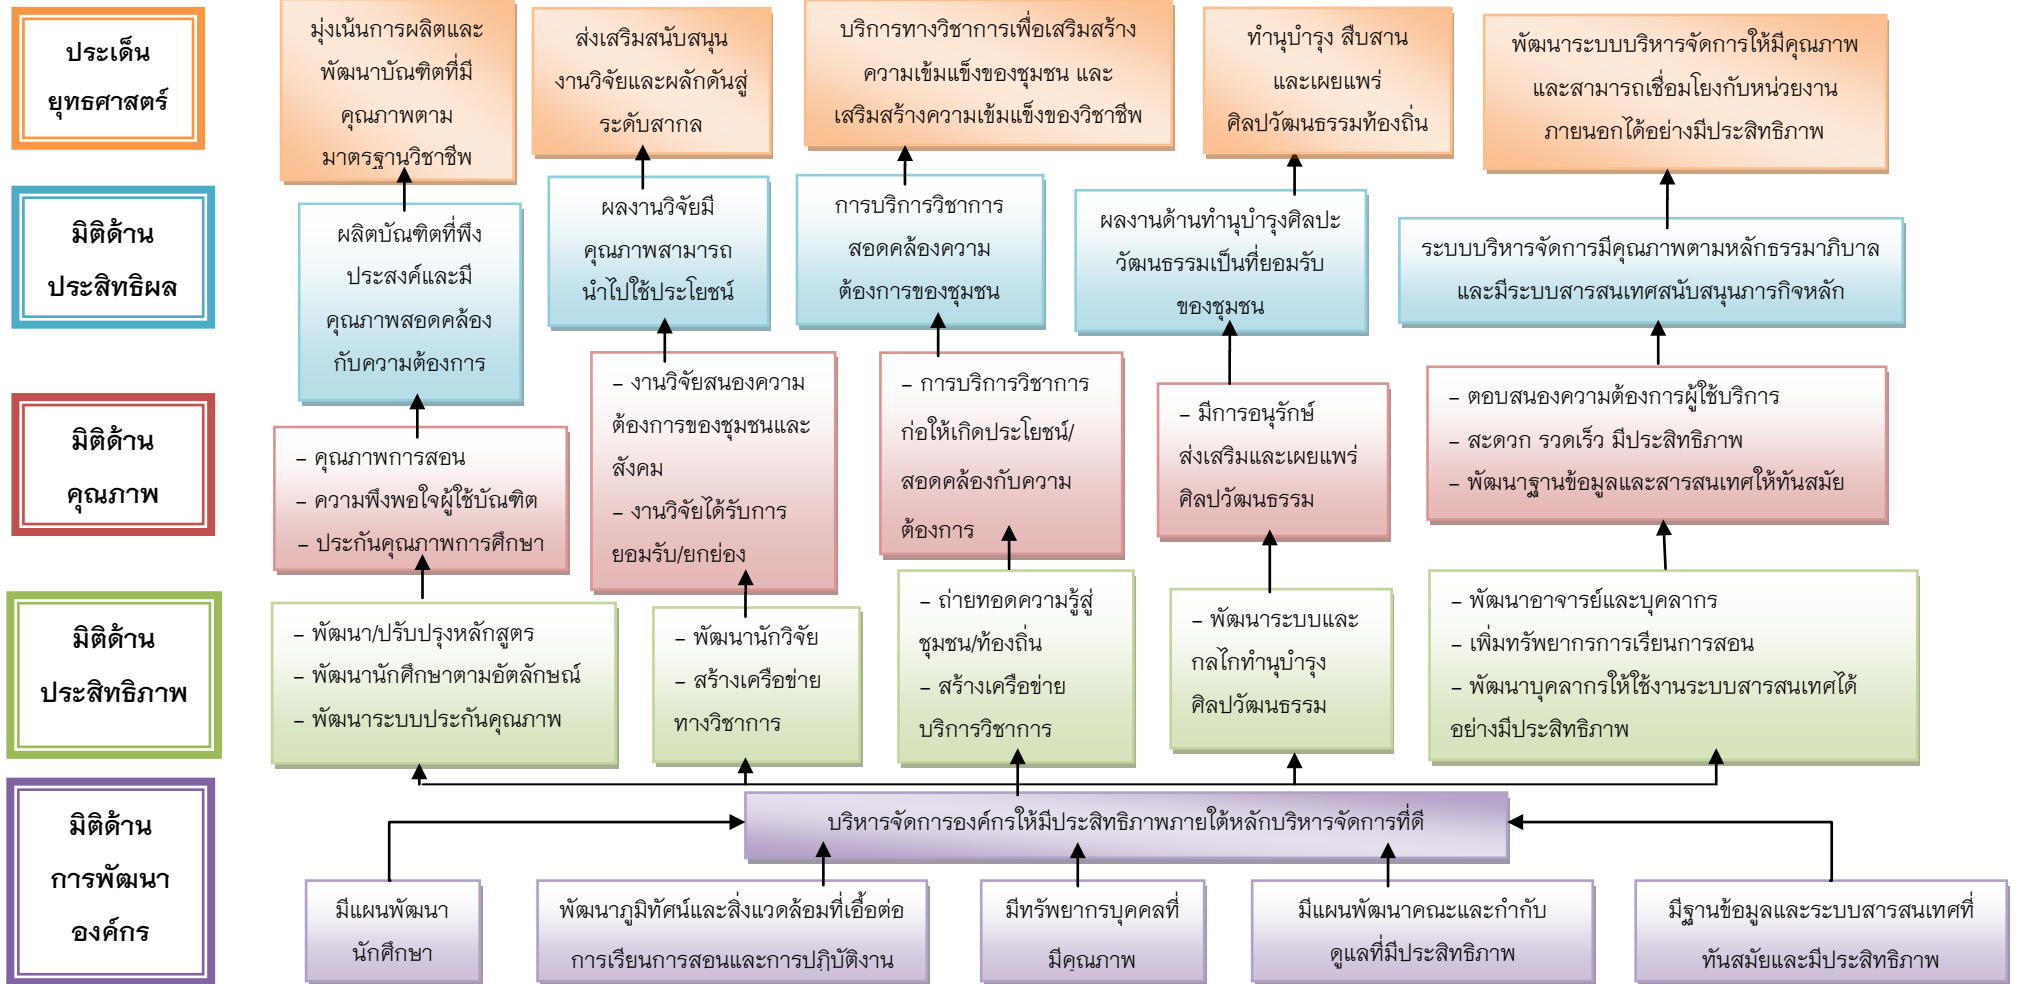 ประเด็น
ยุทธศาสตร์
มุ่งเน้นการผลิตและ
พัฒนาบัณฑิตที่มี
คุณภาพตาม
มาตรฐานวิชาชีพ
ส่งเสริมสนับสนุน
งานวิจัยและผลักดันสู่
ระดับสากล
บริการทางวิชาการเพื่อเสริมสร้าง
ความเข้มแข็งของชุมชน และ
เสริมสร้างความเข้มแข็งของวิชาชีพ
ทำนุบำรุง สืบสาน
และเผยแพร่
ศิลปวัฒนธรรมท้องถิ่น
พัฒนาระบบบริหารจัดการให้มีคุณภาพ
และสามารถเชื่อมโยงกับหน่วยงาน
ภายนอกได้อย่างมีประสิทธิภาพ
มิติด้าน
ประสิทธิผล
ผลิตบัณฑิตที่พึง
ประสงค์และมี
คุณภาพสอดคล้อง
กับความต้องการ
ผลงานวิจัยมี
คุณภาพสามารถ
นำไปใช้ประโยชน์
การบริการวิชาการ
สอดคล้องความ
ต้องการของชุมชน
ผลงานด้านทำนุบำรุงศิลปะ
วัฒนธรรมเป็นที่ยอมรับ
ของชุมชน
ระบบบริหารจัดการมีคุณภาพตามหลักธรรมาภิบาล
และมีระบบสารสนเทศสนับสนุนภารกิจหลัก
มิติด้าน
คุณภาพ
– คุณภาพการสอน
– ความพึงพอใจผู้ใช้บัณฑิต
– ประกันคุณภาพการศึกษา
– งานวิจัยสนองความ
ต้องการของชุมชนและ
สังคม
– งานวิจัยได้รับการ
ยอมรับ/ยกย่อง
– การบริการวิชาการ
ก่อให้เกิดประโยชน์/
สอดคล้องกับความ
ต้องการ
– มีการอนุรักษ์
ส่งเสริมและเผยแพร่
ศิลปวัฒนธรรม
– ตอบสนองความต้องการผู้ใช้บริการ
– สะดวก รวดเร็ว มีประสิทธิภาพ
– พัฒนาฐานข้อมูลและสารสนเทศให้ทันสมัย
มิติด้าน
ประสิทธิภาพ
– พัฒนา/ปรับปรุงหลักสูตร
– พัฒนานักศึกษาตามอัตลักษณ์
– พัฒนาระบบประกันคุณภาพ
– พัฒนานักวิจัย
– สร้างเครือข่าย
ทางวิชาการ
– ถ่ายทอดความรู้สู่
ชุมชน/ท้องถิ่น
– สร้างเครือข่าย
บริการวิชาการ
– พัฒนาระบบและ
กลไกทำนุบำรุง
ศิลปวัฒนธรรม
– พัฒนาอาจารย์และบุคลากร
– เพิ่มทรัพยากรการเรียนการสอน
– พัฒนาบุคลากรให้ใช้งานระบบสารสนเทศได้
อย่างมีประสิทธิภาพ
มิติด้าน
การพัฒนา
องค์กร
บริหารจัดการองค์กรให้มีประสิทธิภาพภายใต้หลักบริหารจัดการที่ดี
มีแผนพัฒนา
นักศึกษา
พัฒนาภูมิทัศน์และสิ่งแวดล้อมที่เอื้อต่อ
การเรียนการสอนและการปฏิบัติงาน
มีทรัพยากรบุคคลที่
มีคุณภาพ
มีแผนพัฒนาคณะและกำกับ
ดูแลที่มีประสิทธิภาพ
มีฐานข้อมูลและระบบสารสนเทศที่
ทันสมัยและมีประสิทธิภาพ